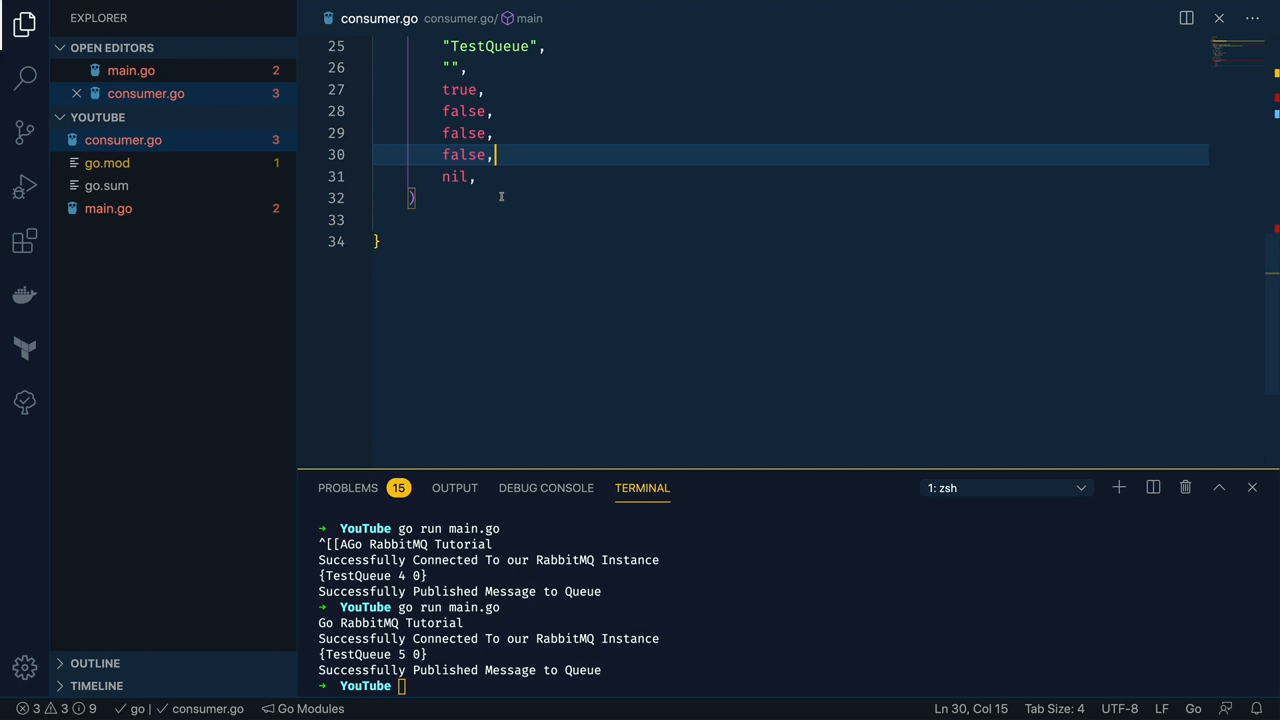 EXPLORER
OPEN EDITORS
main.go 2
consumer.go 3
YOUTUBE
consumer.go 3
go.mod 1
go.sum
main.go 2
OUTLINE
TIMELINE
consumer.go consumer.go/ main
25 "TestQueue",
26 "",
27 true,
28 false,
29 false,
30 false,
31 nil,
32 )
33
34 }
PROBLEMS 15 OUTPUT DEBUG CONSOLE TERMINAL 1: zsh
→ YouTube go run main.go
^[[AGo RabbitMQ Tutorial
Successfully Connected To our RabbitMQ Instance
{TestQueue 4 0}
Successfully Published Message to Queue
→ YouTube go run main.go
Go RabbitMQ Tutorial
Successfully Connected To our RabbitMQ Instance
{TestQueue 5 0}
Successfully Published Message to Queue
→ YouTube
3 3 9 go consumer.go Go Modules Ln 30, Col 15 Tab Size: 4 UTF-8 LF Go